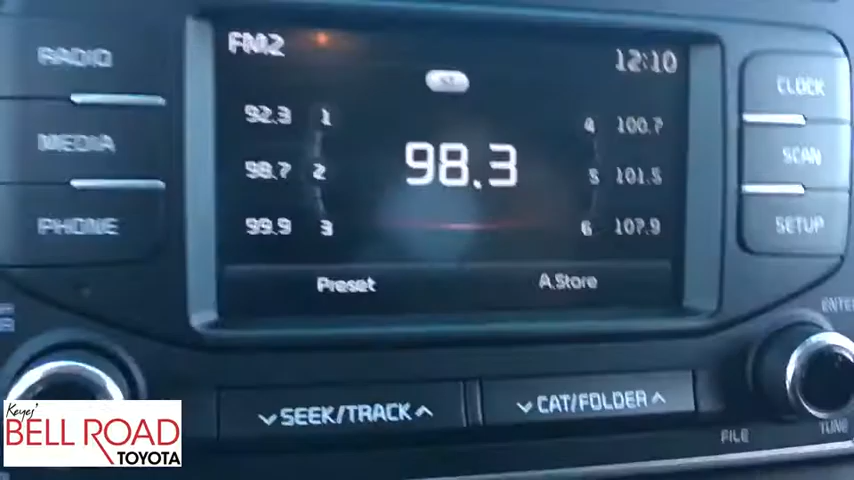 RADIO
MEDIA
PHONE
FM2
ST
12:10
92.3 1
98.7 2
99.9 3
98.3
4 100.7
5 101.5
6 107.9
Preset
A.Store
CLOCK
SCAN
SETUP
SEEK/TRACK
CAT/FOLDER
FILE
TUNE
Keyes'
BELL ROAD
TOYOTA